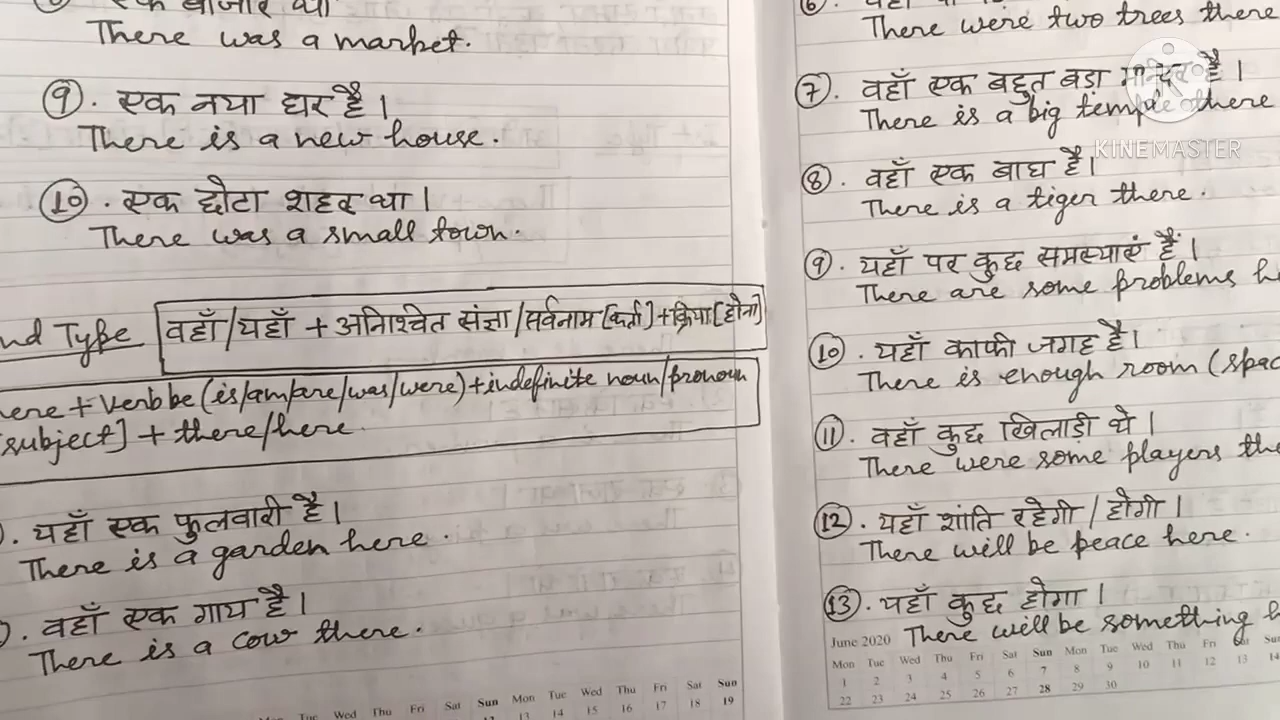 There was a market.
9. एक नया घर है।
There is a new house.
10. एक छोटा शहर था।
There was a small town.
Type वहाँ/यहाँ + अनिश्चित संज्ञा/सर्वनाम [कर्ता] + क्रिया [होना]
ere + verb be (is/am/are/was/were) + indefinite noun/pronoun
subject] + there/here.
यहाँ एक फुलवारी है।
There is a garden here.
वहाँ एक गाय है।
There is a cow there.
Sun Mon Tue Wed Thu Fri Sat Sun
13 14 15 16 17 18 19
There were two trees there
7. वहाँ एक बहुत बड़ा है।
There is a big temple there
8. वहाँ एक बाघ है।
There is a tiger there.
9. यहाँ पर कुछ समस्याएं हैं।
There are some problems
10. यहाँ काफी जगह है।
There is enough room (spac
11. वहाँ कुछ खिलाड़ी थे।
There were some players the
12. यहाँ शांति रहेगी / होगी।
There will be peace here.
13. यहाँ कुछ होगा।
There will be something
June 2020
Mon Tue Wed Thu Fri Sat Sun Mon Tue Wed Thu Fri Sat Sun
1 2 3 4 5 6 7 8 9 10 11 12 13 14
22 23 24 25 26 27 28 29 30
KINEMASTER